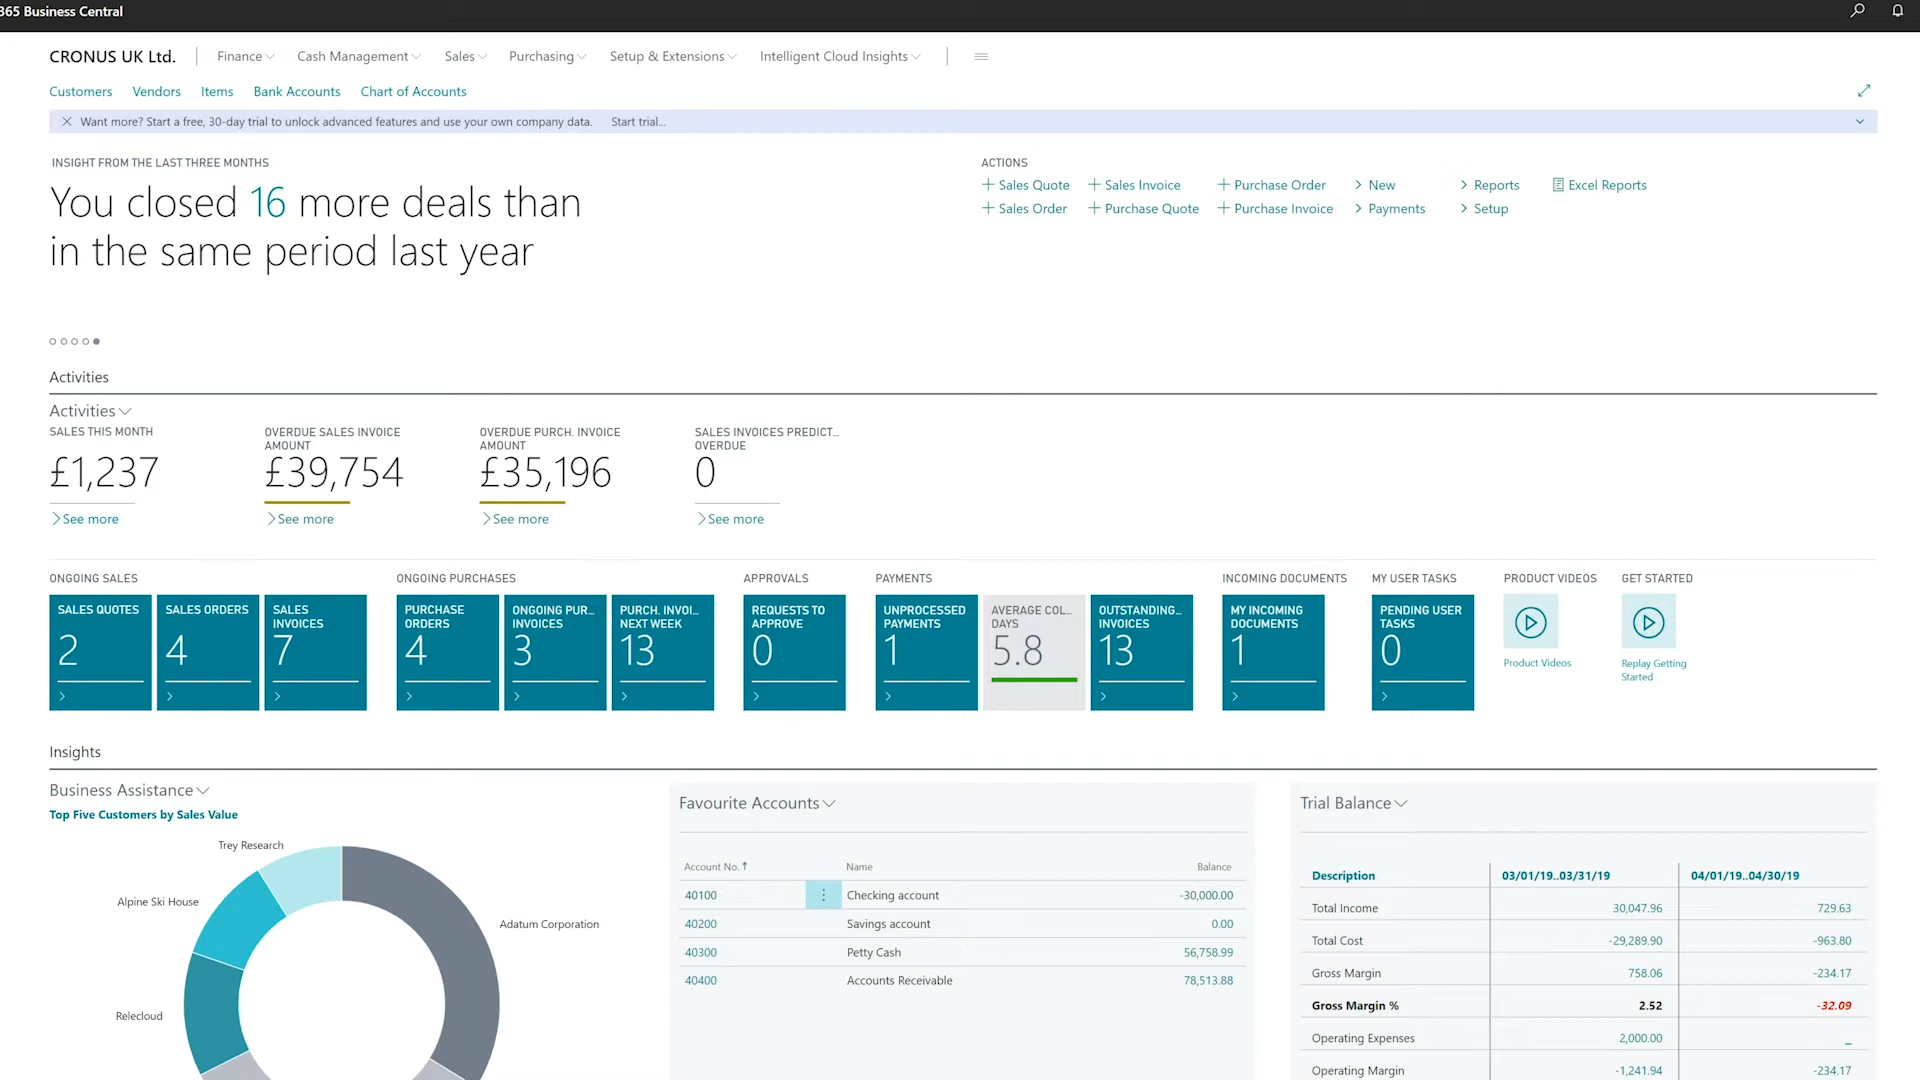 365 Business Central
CRONUS UK Ltd.
Finance
Cash Management
Sales
Purchasing
Setup & Extensions
Intelligent Cloud Insights
Customers
Vendors
Items
Bank Accounts
Chart of Accounts
Want more? Start a free, 30-day trial to unlock advanced features and use your own company data. Start trial...
INSIGHT FROM THE LAST THREE MONTHS
You closed 16 more deals than
in the same period last year
ACTIONS
Sales Quote
Sales Invoice
Purchase Order
New
Reports
Excel Reports
Sales Order
Purchase Quote
Purchase Invoice
Payments
Setup
Activities
Activities
SALES THIS MONTH
£1,237
See more
OVERDUE SALES INVOICE
AMOUNT
£39,754
See more
OVERDUE PURCH. INVOICE
AMOUNT
£35,196
See more
SALES INVOICES PREDICT...
OVERDUE
0
See more
ONGOING SALES
SALES QUOTES
2
SALES ORDERS
4
SALES
INVOICES
7
ONGOING PURCHASES
PURCHASE
ORDERS
4
ONGOING PUR...
INVOICES
3
PURCH. INVOI...
NEXT WEEK
13
APPROVALS
REQUESTS TO
APPROVE
0
PAYMENTS
UNPROCESSED
PAYMENTS
1
AVERAGE COL...
DAYS
5.8
OUTSTANDING...
INVOICES
13
INCOMING DOCUMENTS
MY INCOMING
DOCUMENTS
1
MY USER TASKS
PENDING USER
TASKS
0
PRODUCT VIDEOS
Product Videos
GET STARTED
Replay Getting
Started
Insights
Business Assistance
Top Five Customers by Sales Value
Trey Research
Alpine Ski House
Adatum Corporation
Relecloud
Favourite Accounts
Account No. Name Balance
40100 Checking account -30,000.00
40200 Savings account 0.00
40300 Petty Cash 56,758.99
40400 Accounts Receivable 78,513.88
Trial Balance
Description 03/01/19..03/31/19 04/01/19..04/30/19
Total Income 30,047.96 729.63
Total Cost -29,289.90 -963.80
Gross Margin 758.06 -234.17
Gross Margin % 2.52 -32.09
Operating Expenses 2,000.00 _
Operating Margin -1,241.94 -234.17